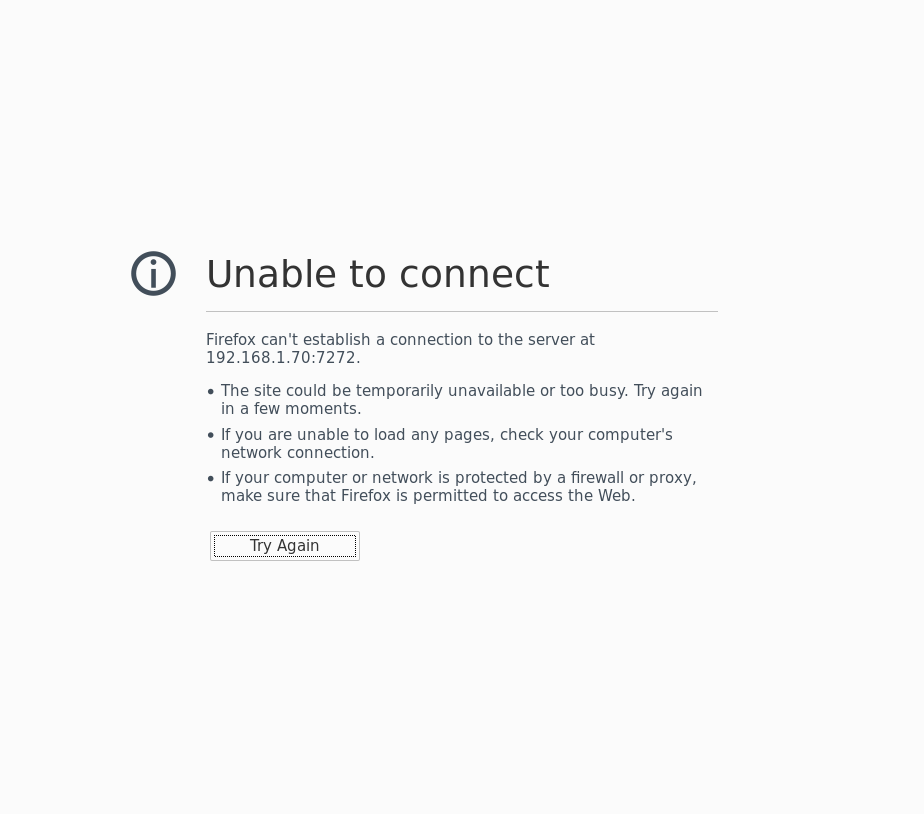 Unable to connect
Firefox can't establish a connection to the server at
192.168.1.70:7272.
• The site could be temporarily unavailable or too busy. Try again
in a few moments.
• If you are unable to load any pages, check your computer's
network connection.
• If your computer or network is protected by a firewall or proxy,
make sure that Firefox is permitted to access the Web.
Try Again